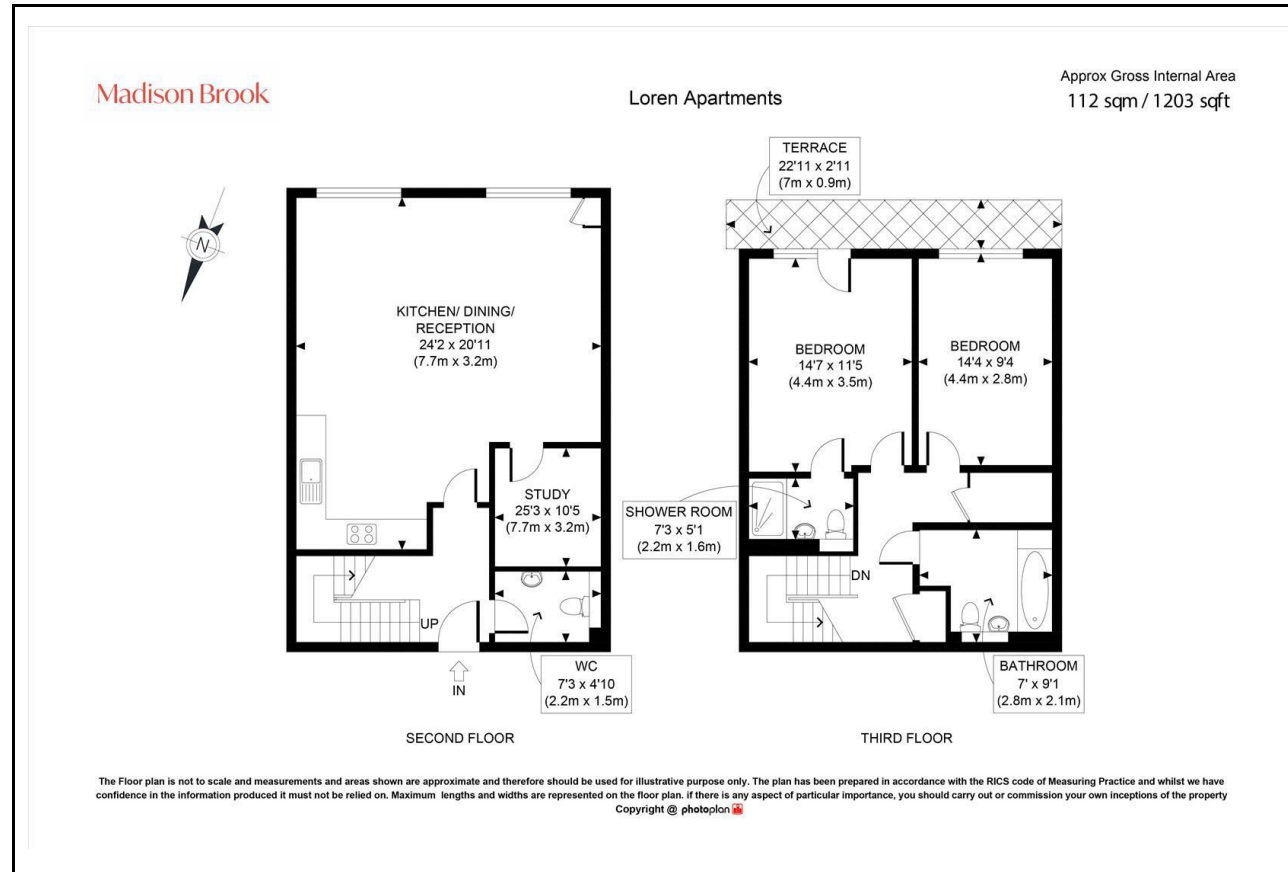 Madison Brook
Loren Apartments
Approx Gross Internal Area
112 sqm / 1203 sqft
N
KITCHEN/ DINING/
RECEPTION
24'2 x 20'11
(7.7m x 3.2m)
STUDY
25'3 x 10'5
(7.7m x 3.2m)
UP
IN
WC
7'3 x 4'10
(2.2m x 1.5m)
SECOND FLOOR
TERRACE
22'11 x 2'11
(7m x 0.9m)
BEDROOM
14'7 x 11'5
(4.4m x 3.5m)
BEDROOM
14'4 x 9'4
(4.4m x 2.8m)
SHOWER ROOM
7'3 x 5'1
(2.2m x 1.6m)
DN
BATHROOM
7' x 9'1
(2.8m x 2.1m)
THIRD FLOOR
The Floor plan is not to scale and measurements and areas shown are approximate and therefore should be used for illustrative purpose only. The plan has been prepared in accordance with the RICS code of Measuring Practice and whilst we have
confidence in the information produced it must not be relied on. Maximum lengths and widths are represented on the floor plan. if there is any aspect of particular importance, you should carry out or commission your own inceptions of the property
Copyright @ photoplan